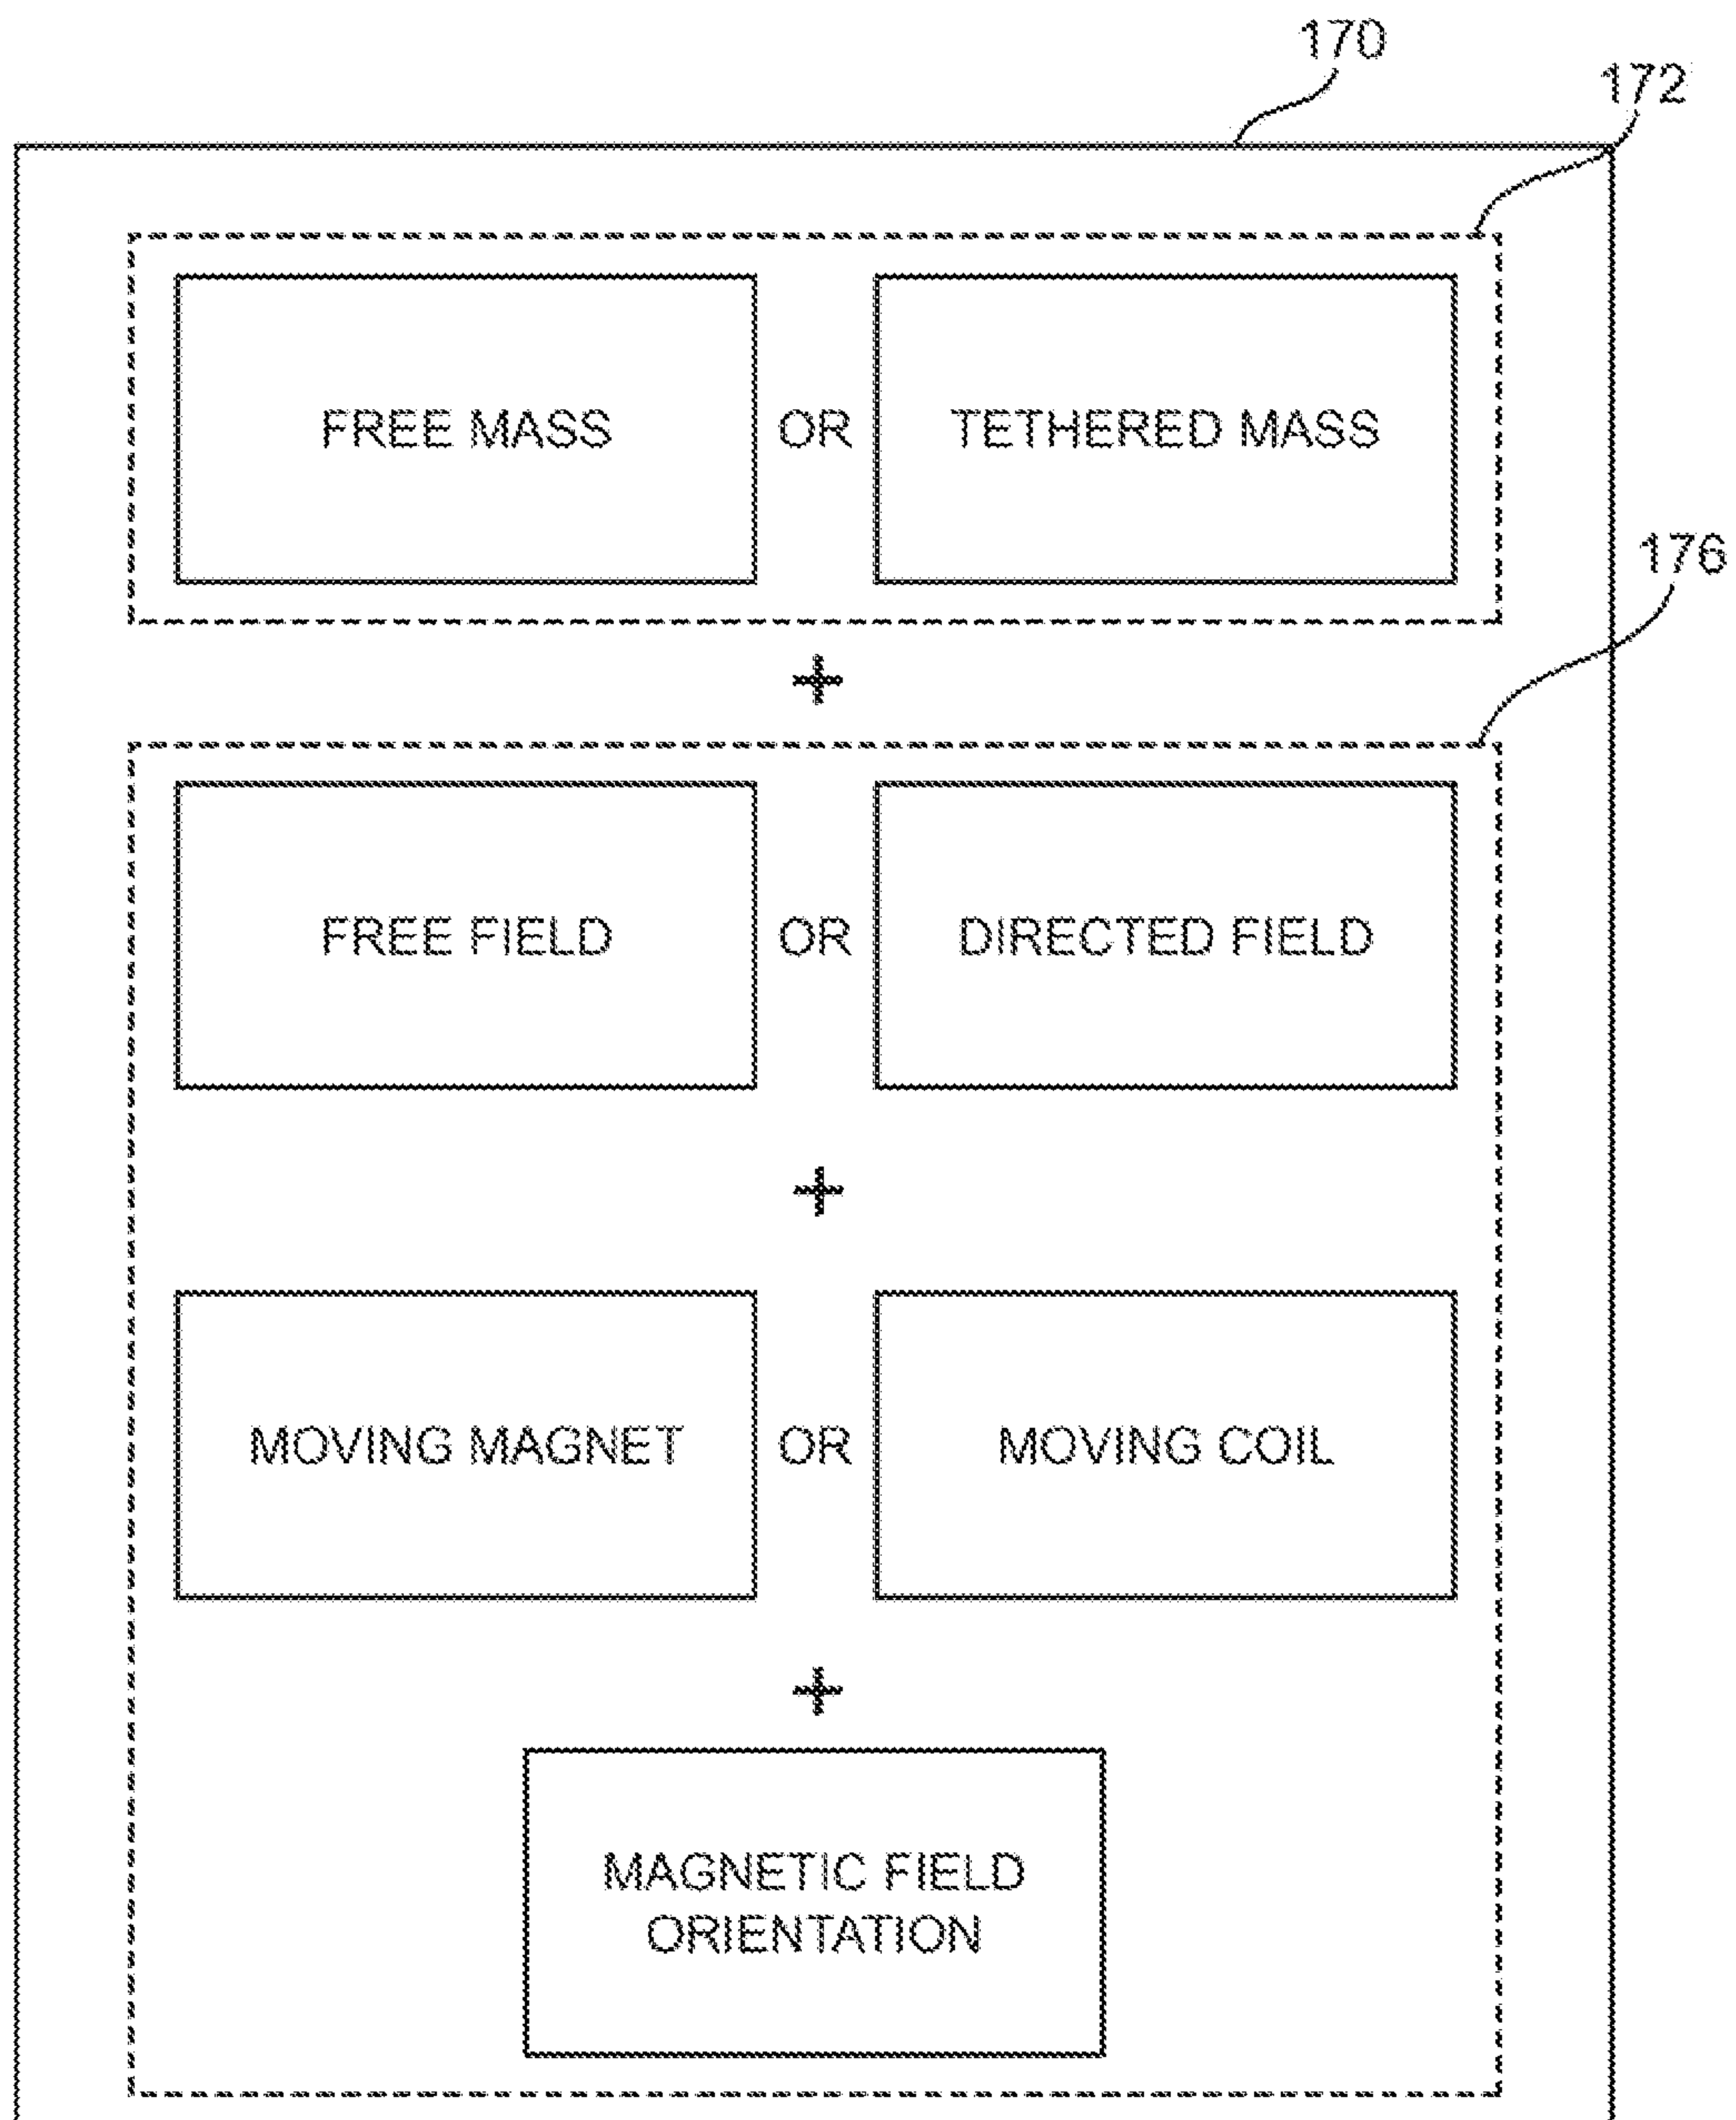 170
172
FREE MASS OR TETHERED MASS
176
+
FREE FIELD OR DIRECTED FIELD
+
MOVING MAGNET OR MOVING COIL
+
MAGNETIC FIELD
ORIENTATION